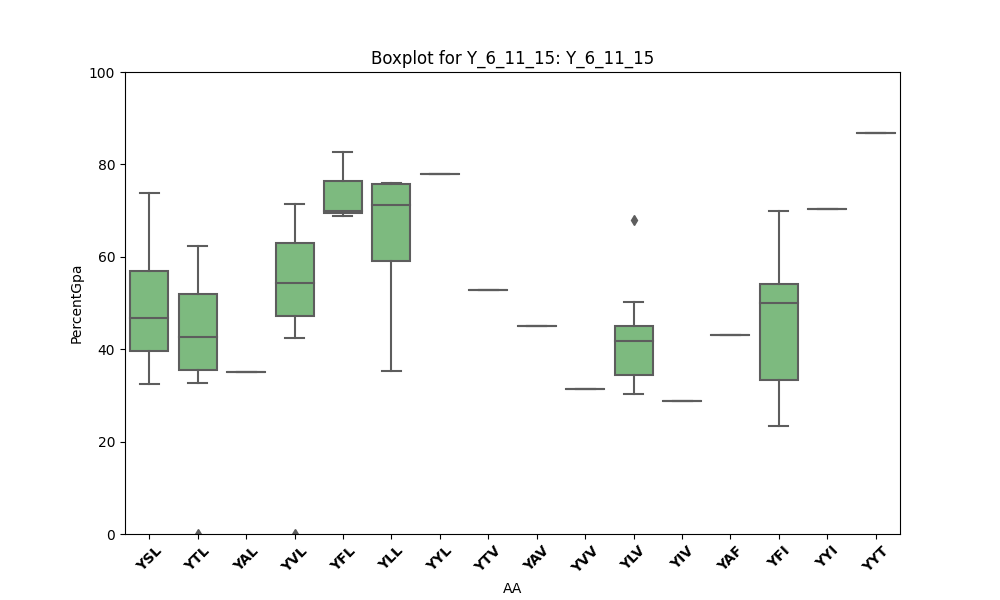 Boxplot for Y_6_11_15: Y_6_11_15
100
80
60
40
20
0
PercentGpa
YSL YTL YAL YVL YFL YLL YYL YTV YAV YVV YLV YIV YAF YFI YYI YYT
AA